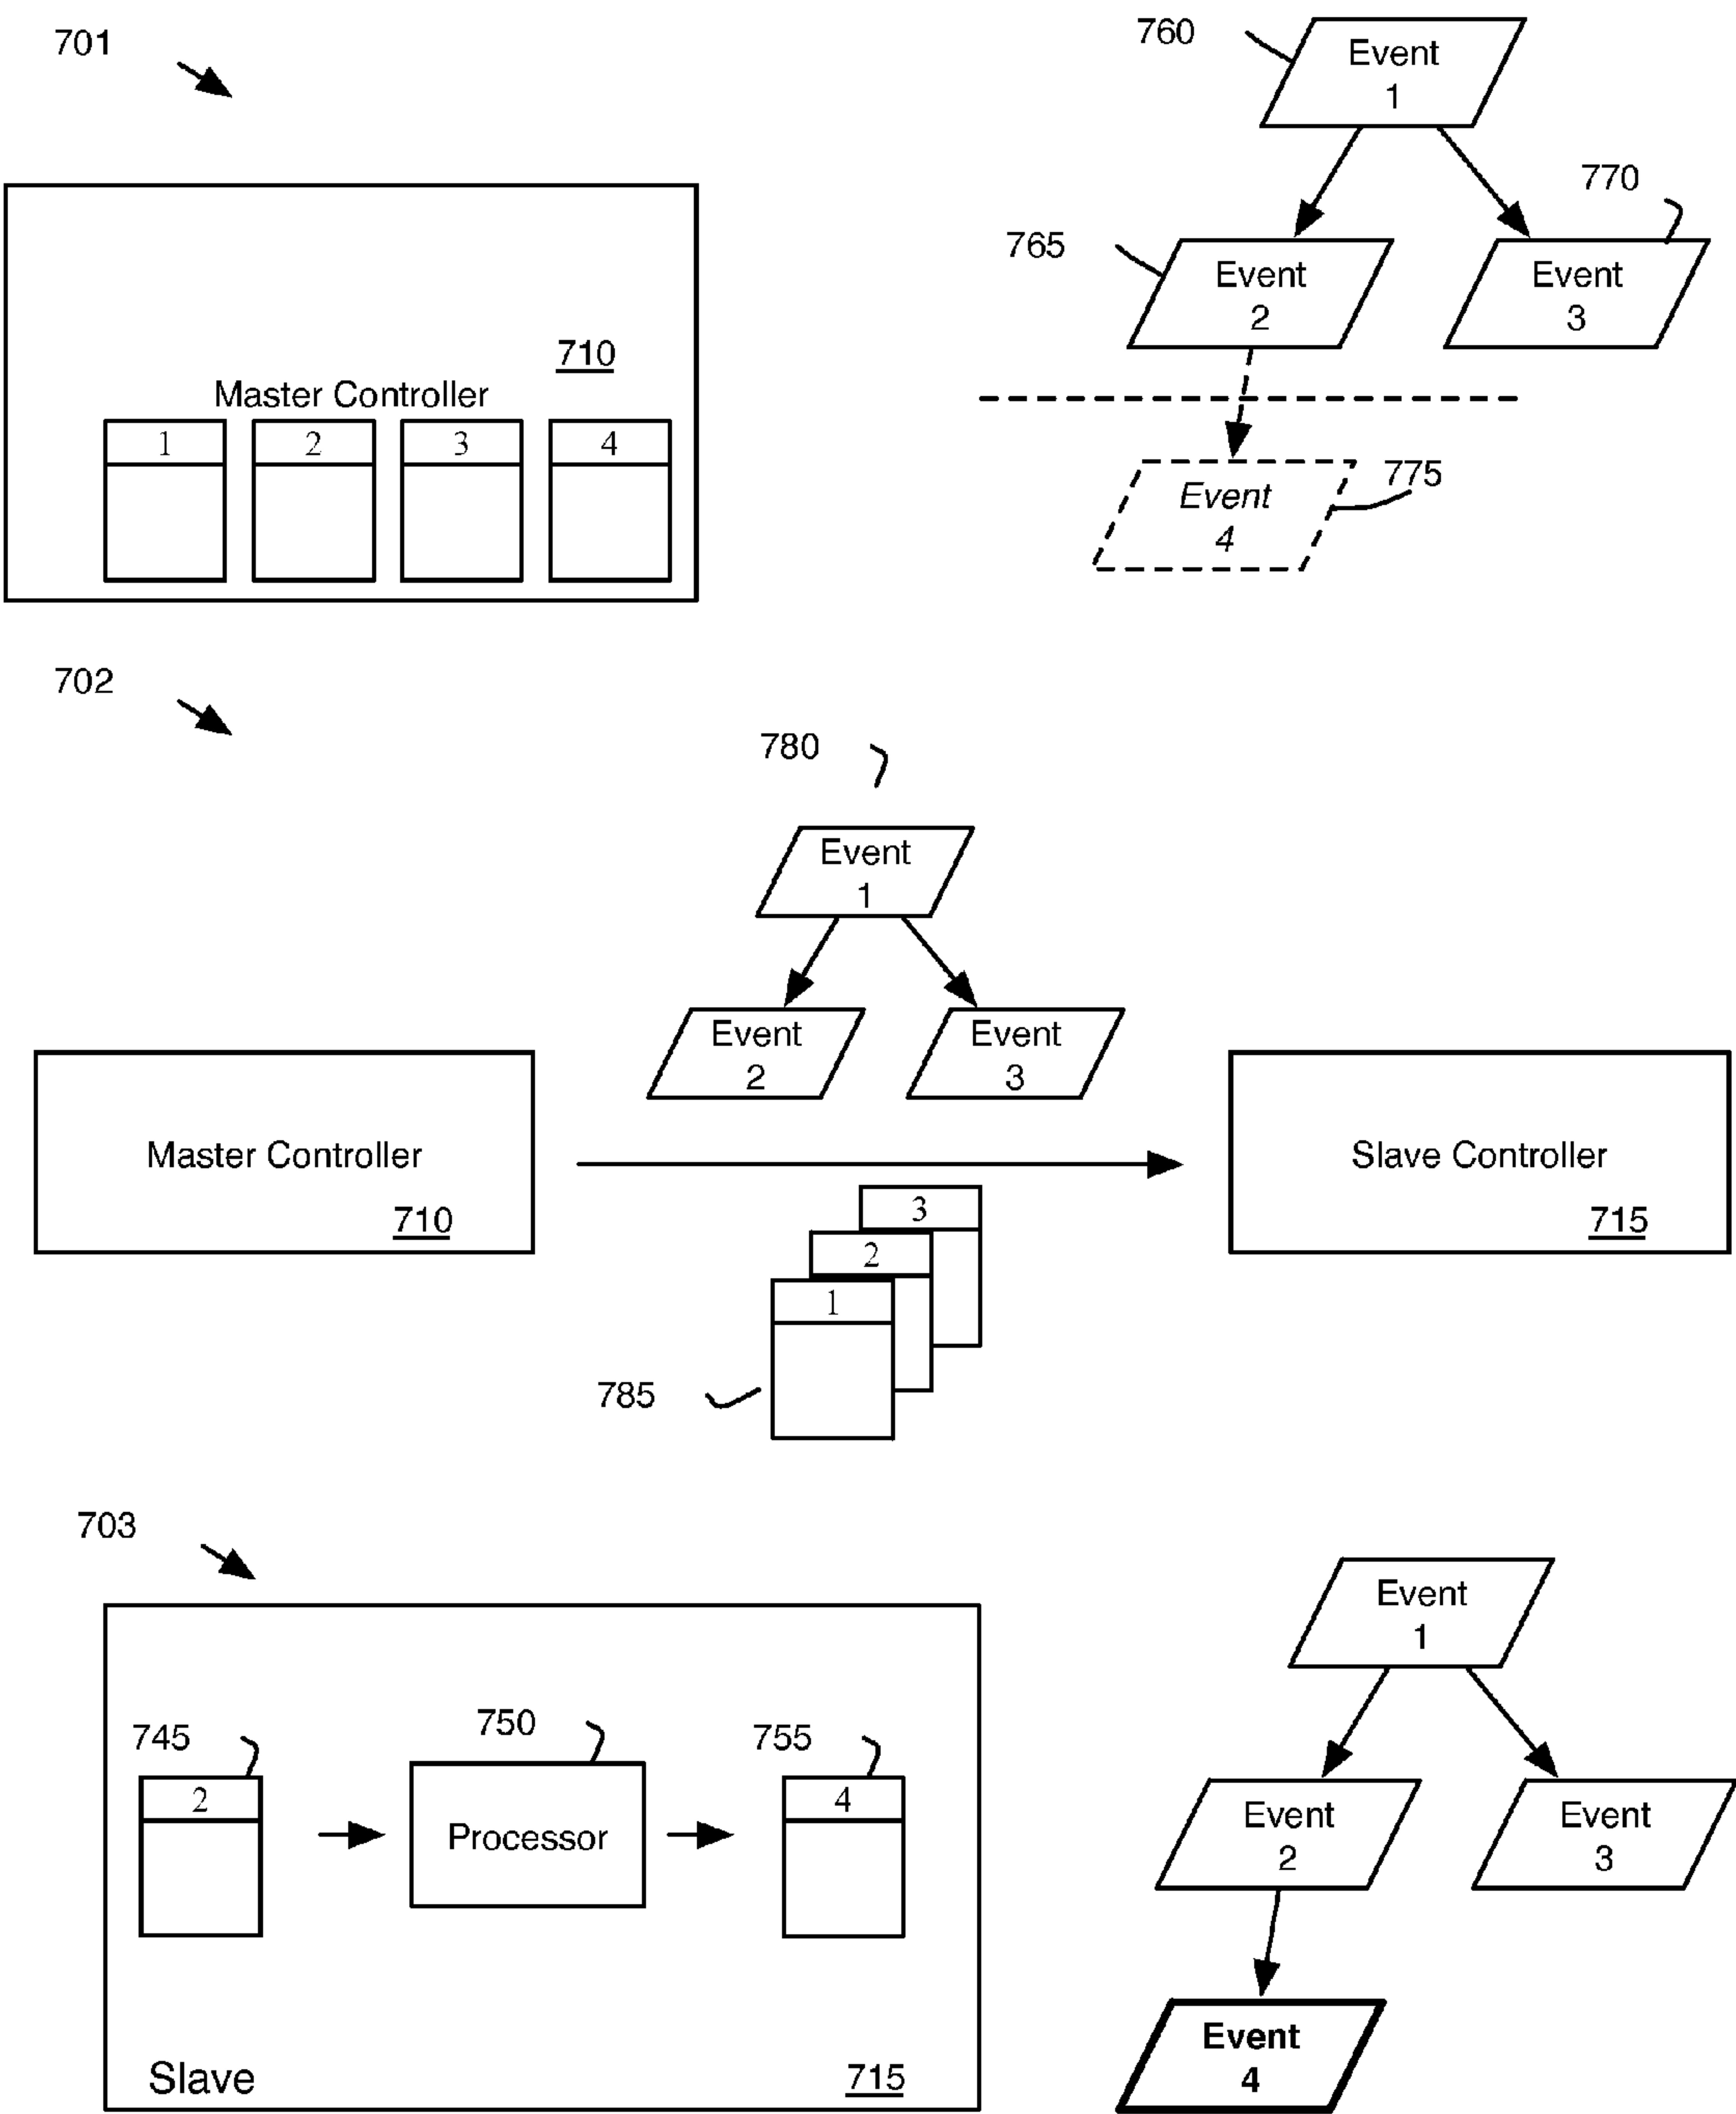 701
760
Event
1
770
765
Event
2
Event
3
710
Master Controller
1 2 3 4
775
Event
4
702
780
Event
1
Event
2
Event
3
Master Controller
710
Slave Controller
715
3
2
1
785
703
Event
1
745
750
755
2
Processor
4
Event
2
Event
3
Slave
715
Event
4